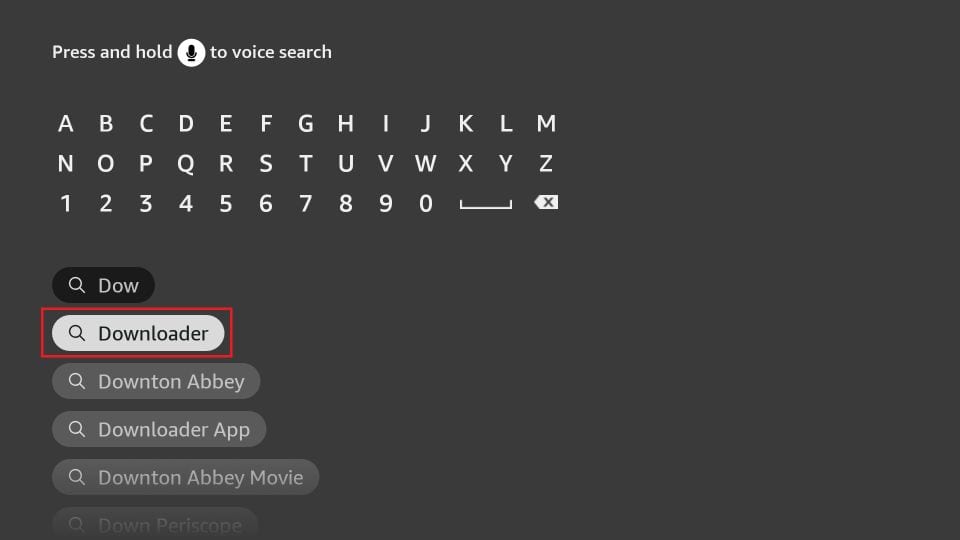 Press and hold to voice search
A B C D E F G H I J K L M
N O P Q R S T U V W X Y Z
1 2 3 4 5 6 7 8 9 0
Dow
Downloader
Downton Abbey
Downloader App
Downton Abbey Movie
Down Periscope